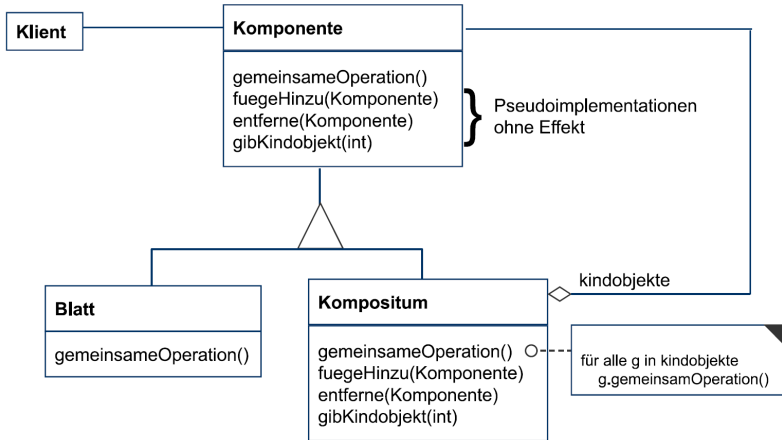 Klient
Komponente
gemeinsameOperation()
fuegeHinzu(Komponente)
entferne(Komponente)
gibKindobjekt(int)
Pseudoimplementationen
ohne Effekt
kindobjekte
Blatt
gemeinsameOperation()
Kompositum
gemeinsameOperation()
fuegeHinzu(Komponente)
entferne(Komponente)
gibKindobjekt(int)
für alle g in kindobjekte
g.gemeinsamOperation()